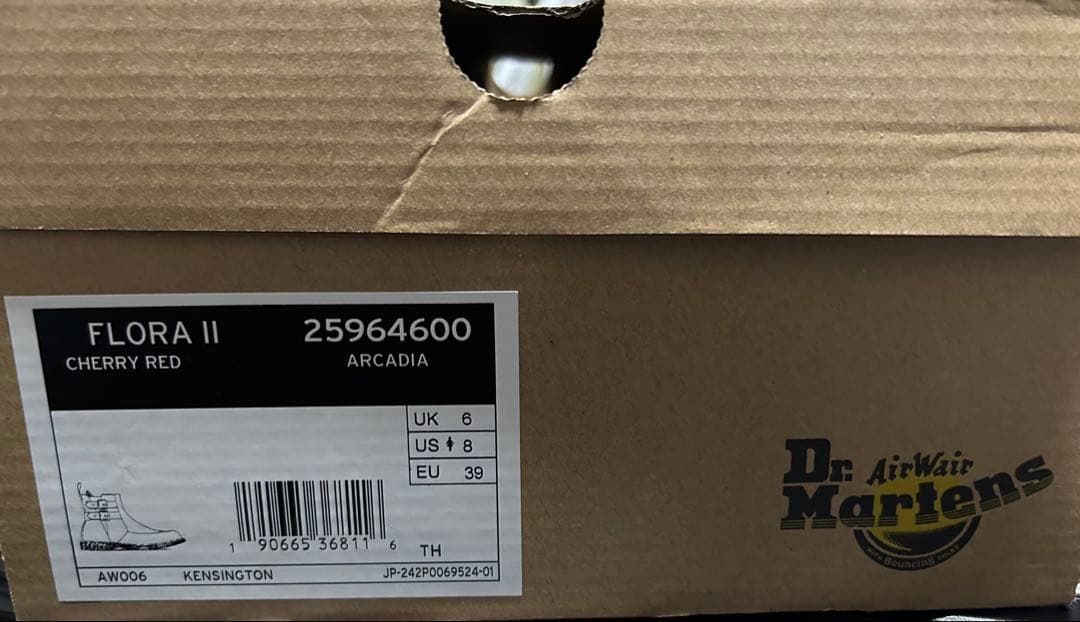 FLORA II 25964600
CHERRY RED ARCADIA
UK 6
US 8
EU 39
1 90665 36811 6
TH
AW006 KENSINGTON JP-242P0069524-01
Dr. AirWair
Martens
WITH Bouncing SOLES